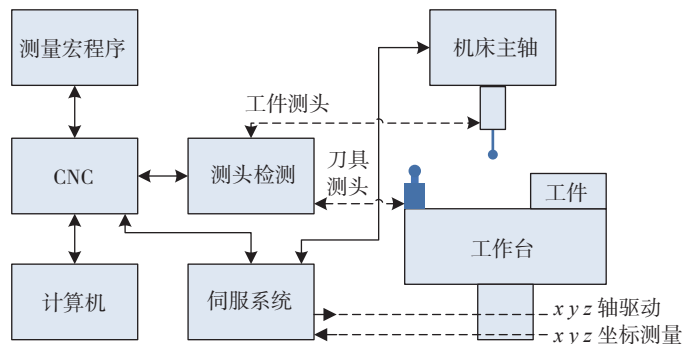 测量宏程序
机床主轴
工件测头
CNC
测头检测
刀具
测头
工件
工作台
计算机
伺服系统
x y z 轴驱动
x y z 坐标测量